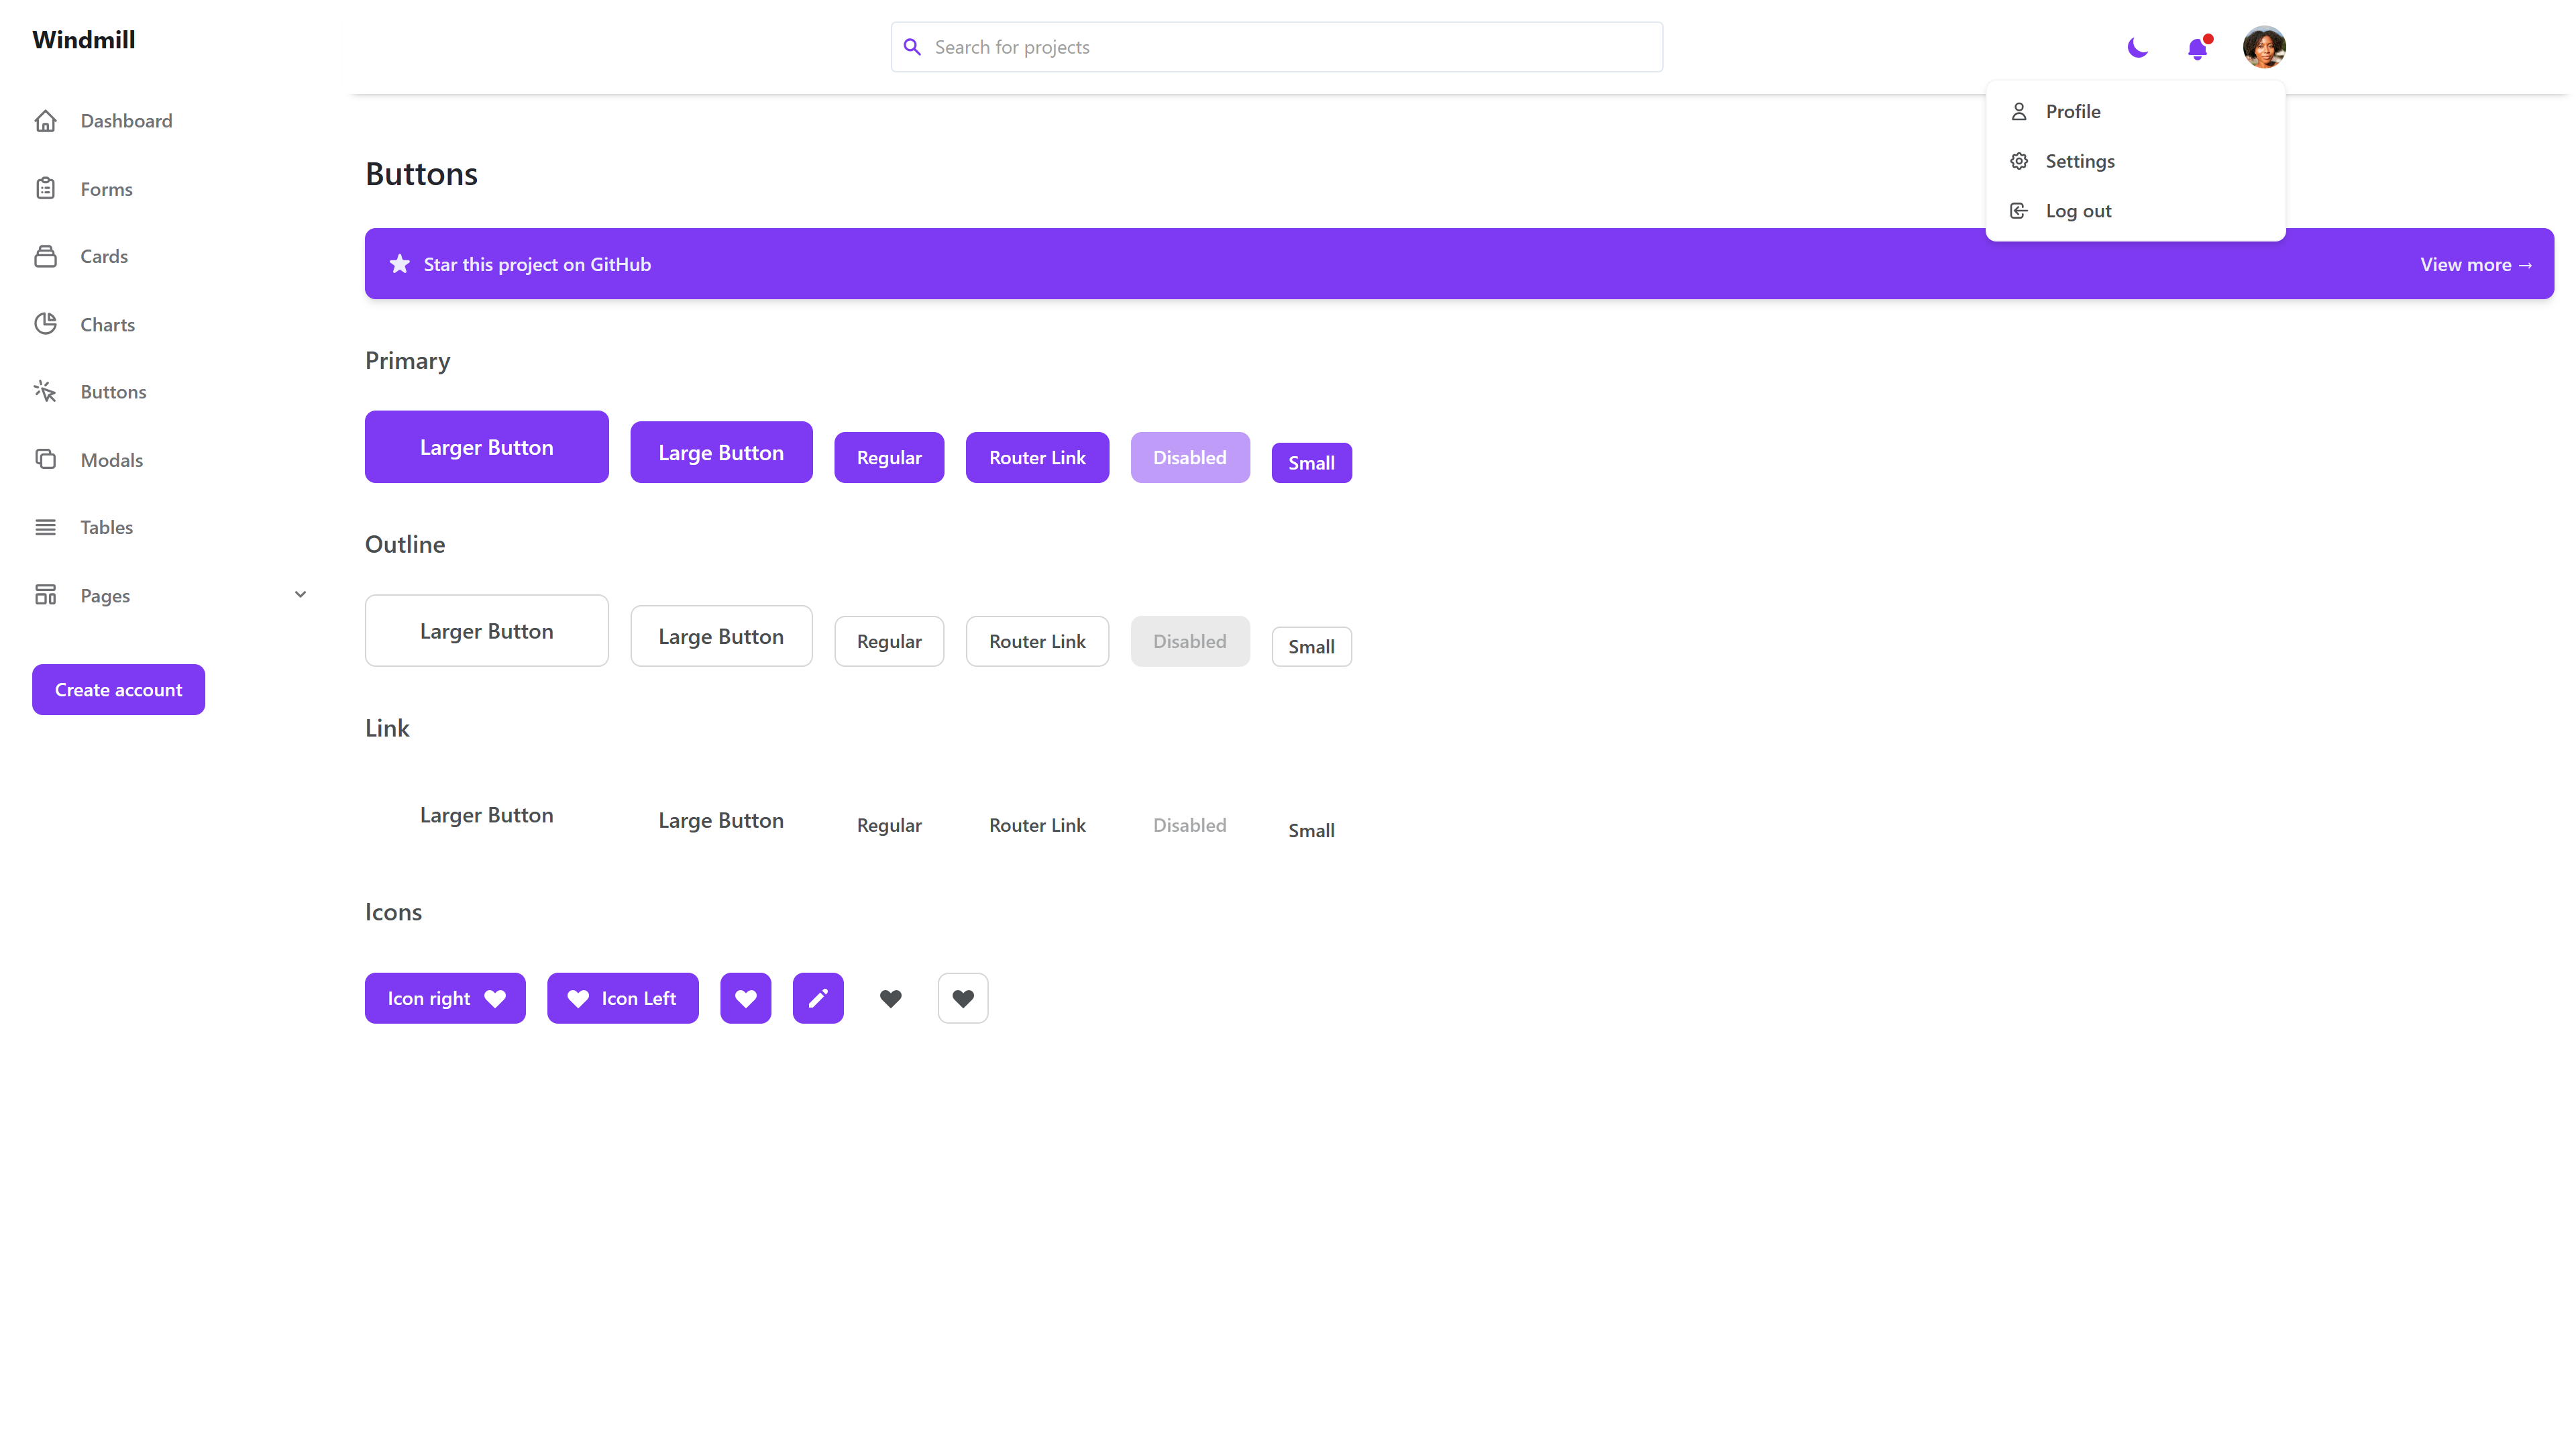 Windmill
Search for projects
Dashboard
Forms
Cards
Charts
Buttons
Modals
Tables
Pages
Create account
Profile
Settings
Log out
Buttons
Star this project on GitHub
View more →
Primary
Larger Button
Large Button
Regular
Router Link
Disabled
Small
Outline
Larger Button
Large Button
Regular
Router Link
Disabled
Small
Link
Larger Button
Large Button
Regular
Router Link
Disabled
Small
Icons
Icon right
Icon Left